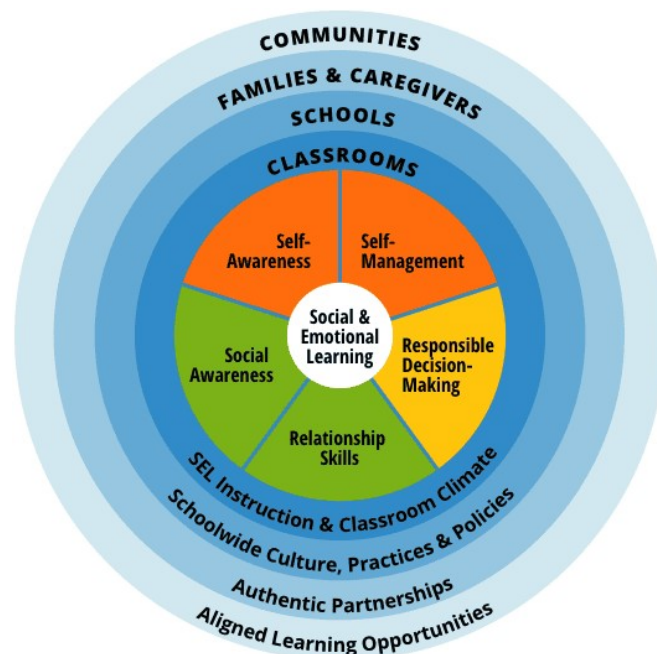 COMMUNITIES
FAMILIES & CAREGIVERS
SCHOOLS
CLASSROOMS
Self-
Awareness
Self-
Management
Social &
Emotional
Learning
Social
Awareness
Responsible
Decision-
Making
Relationship
Skills
SEL Instruction & Classroom Climate
Schoolwide Culture, Practices & Policies
Authentic Partnerships
Aligned Learning Opportunities